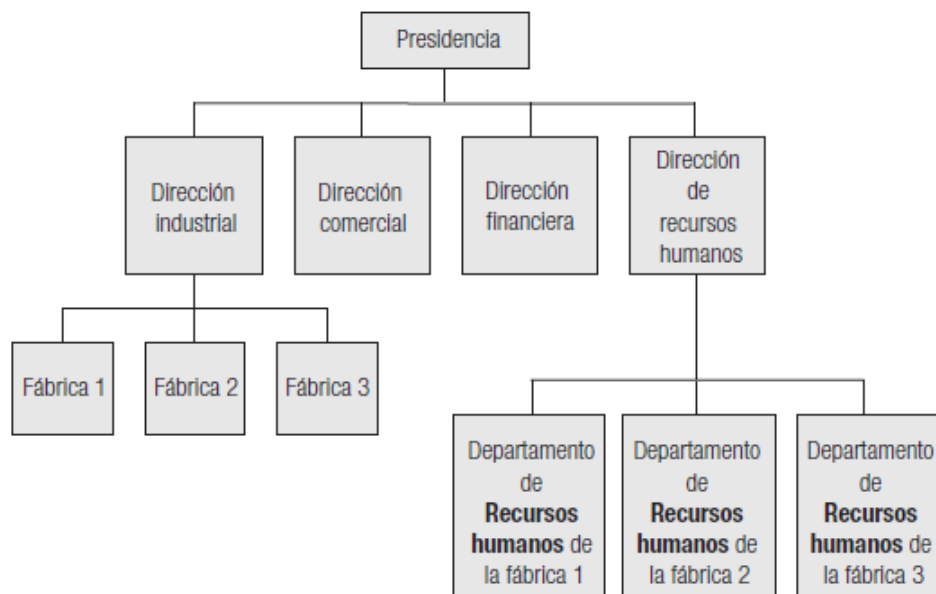 Presidencia
Dirección
industrial
Dirección
comercial
Dirección
financiera
Dirección
de
recursos
humanos
Fábrica 1
Fábrica 2
Fábrica 3
Departamento
de
Recursos
humanos de
la fábrica 1
Departamento
de
Recursos
humanos de
la fábrica 2
Departamento
de
Recursos
humanos de
la fábrica 3